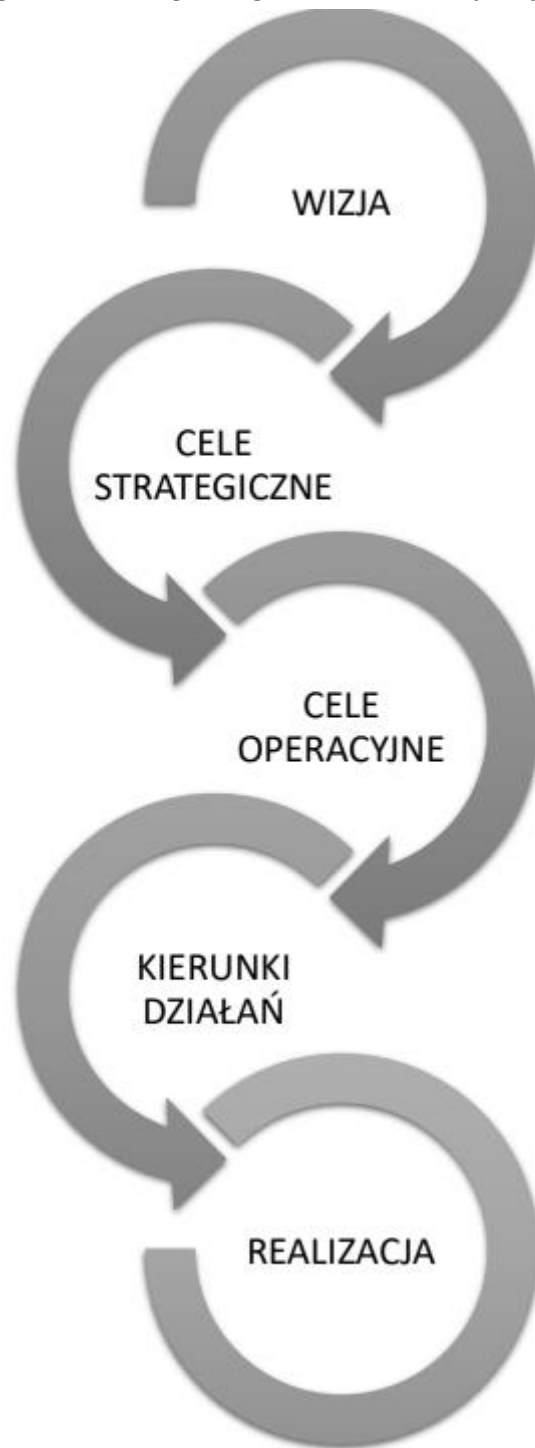 WIZJA
CELE
STRATEGICZNE
CELE
OPERACYJNE
KIERUNKI
DZIAŁAŃ
REALIZACJA